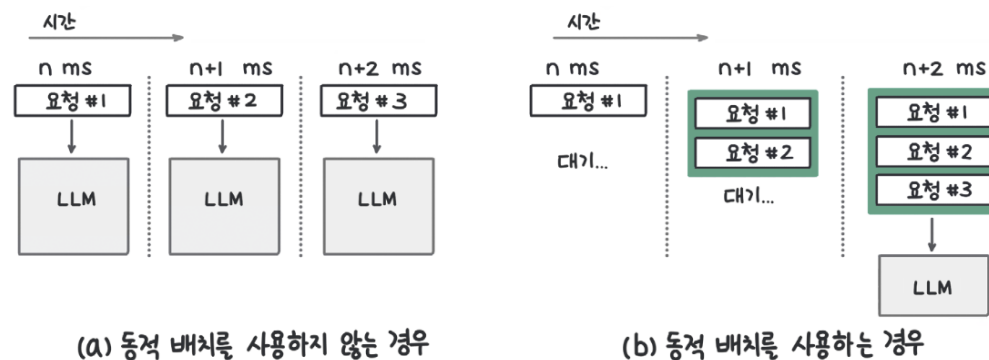 시간
n ms
n+1 ms
n+2 ms
요청 #1
요청 #2
요청 #3
LLM
LLM
LLM
(a) 동적 배치를 사용하지 않는 경우
시간
n ms
n+1 ms
n+2 ms
요청 #1
대기...
요청 #1
요청 #2
대기...
요청 #1
요청 #2
요청 #3
LLM
(b) 동적 배치를 사용하는 경우